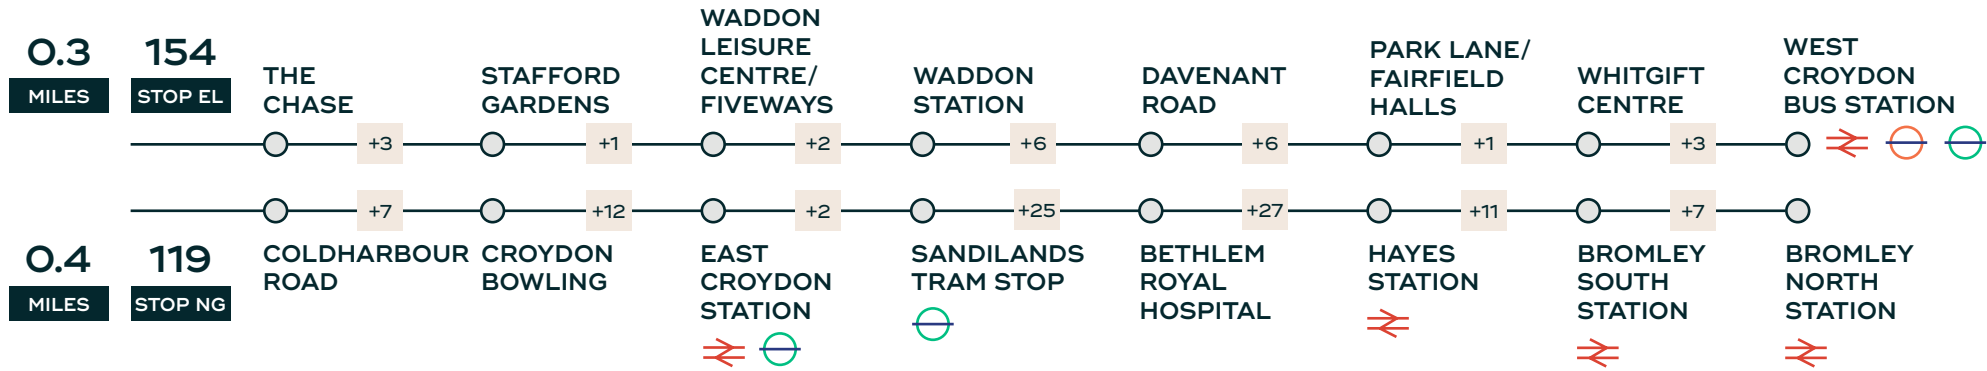 0.3
MILES
154
STOP EL
THE
CHASE
STAFFORD
GARDENS
WADDON
LEISURE
CENTRE/
FIVEWAYS
WADDON
STATION
DAVENANT
ROAD
PARK LANE/
FAIRFIELD
HALLS
WHITGIFT
CENTRE
WEST
CROYDON
BUS STATION
+3
+1
+2
+6
+6
+1
+3
+7
+12
+2
+25
+27
+11
+7
0.4
MILES
119
STOP NG
COLDHARBOUR
ROAD
CROYDON
BOWLING
EAST
CROYDON
STATION
SANDILANDS
TRAM STOP
BETHLEM
ROYAL
HOSPITAL
HAYES
STATION
BROMLEY
SOUTH
STATION
BROMLEY
NORTH
STATION